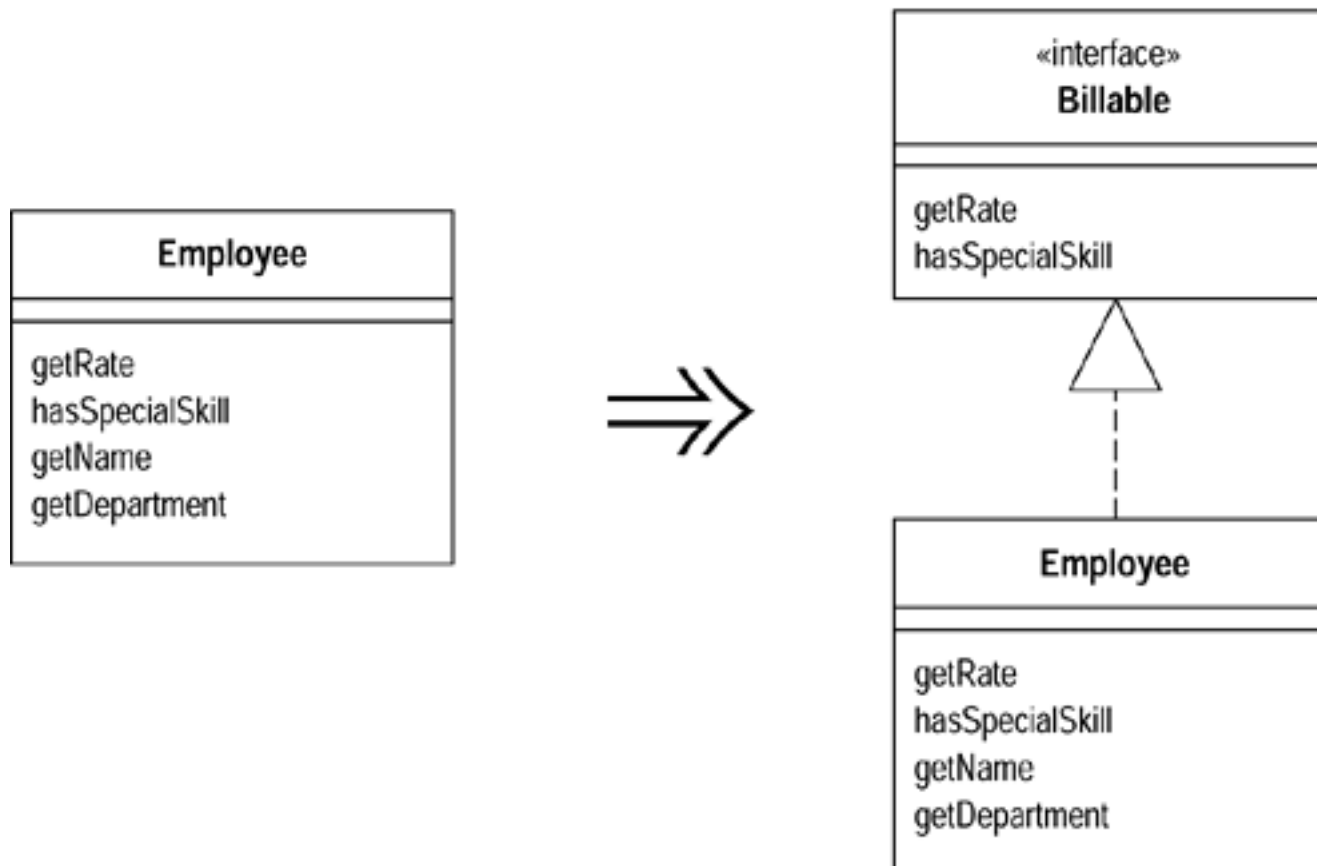 Employee
getRate
hasSpecialSkill
getName
getDepartment
«interface»
Billable
getRate
hasSpecialSkill
Employee
getRate
hasSpecialSkill
getName
getDepartment